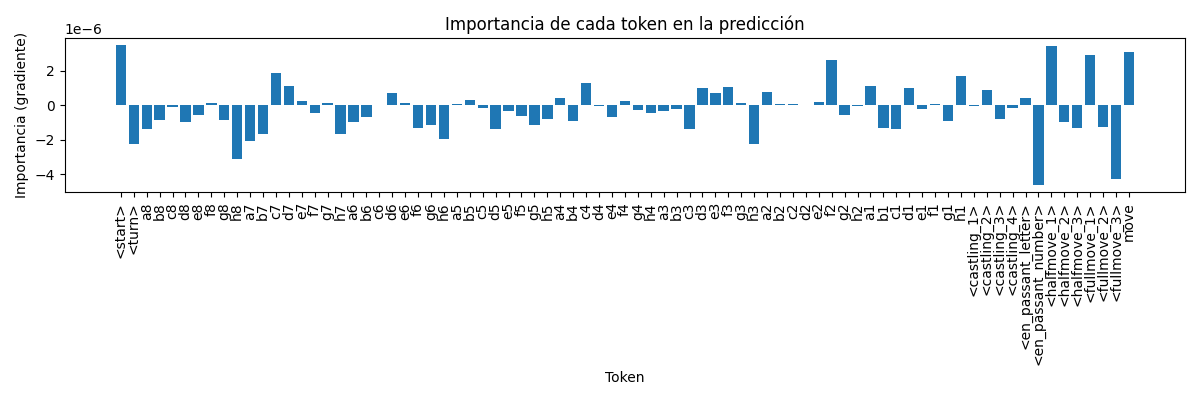 Importancia de cada token en la predicción
1e−6
Importancia (gradiente)
2
0
−2
−4
<start>
<turn>
a8
b8
c8
d8
e8
f8
g8
h8
a7
b7
c7
d7
e7
f7
g7
h7
a6
b6
c6
d6
e6
f6
g6
h6
a5
b5
c5
d5
e5
f5
g5
h5
a4
b4
c4
d4
e4
f4
g4
h4
a3
b3
c3
d3
e3
f3
g3
h3
a2
b2
c2
d2
e2
f2
g2
h2
a1
b1
c1
d1
e1
f1
g1
h1
<castling_1>
<castling_2>
<castling_3>
<castling_4>
<en_passant_letter>
<en_passant_number>
<halfmove_1>
<halfmove_2>
<halfmove_3>
<fullmove_1>
<fullmove_2>
<fullmove_3>
move
Token